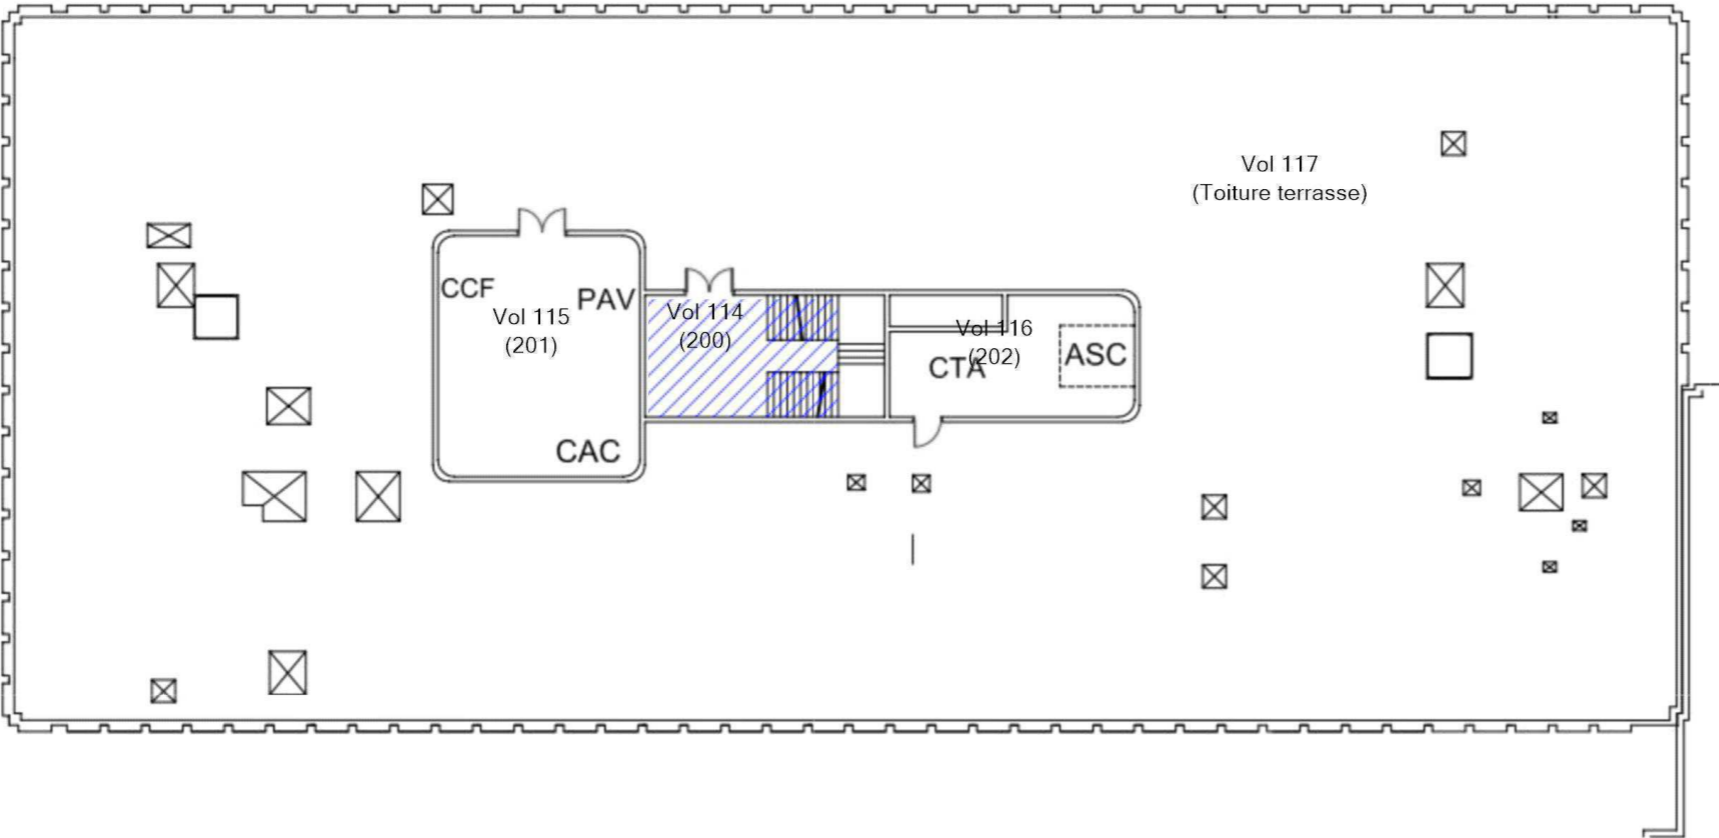 Vol 117
(Toiture terrasse)
CCF
PAV
Vol 115
(201)
CAC
Vol 114
(200)
Vol 116
(202)
CTA
ASC